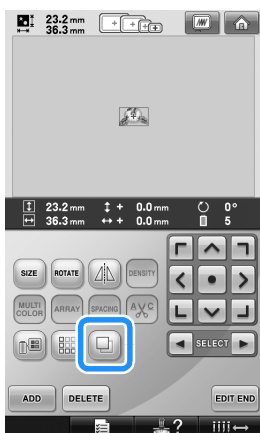 23.2 mm
36.3 mm
23.2 mm + 0.0 mm 0°
36.3 mm + 0.0 mm 5
SIZE ROTATE DENSITY
MULTI COLOR ARRAY SPACING AVC
SELECT
ADD DELETE EDIT END
?